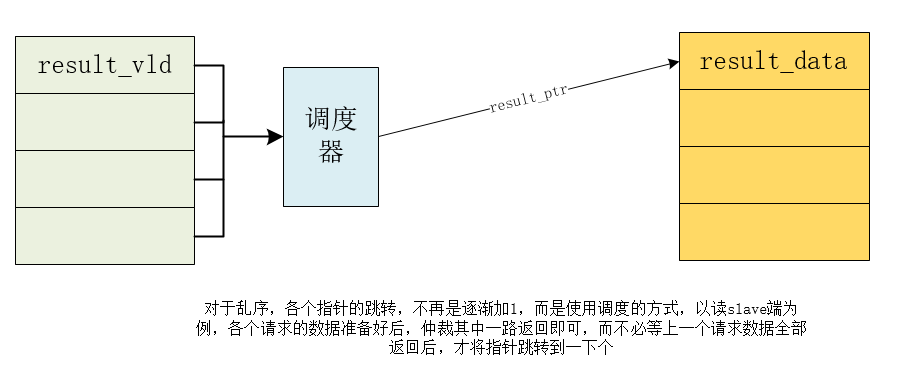 result_vld
调度
器
result_ptr
result_data
对于乱序，各个指针的跳转，不再是逐渐加1，而是使用调度的方式，以读slave端为
例，各个请求的数据准备好后，仲裁其中一路返回即可，而不必等上一个请求数据全部
返回后，才将指针跳转到一下个